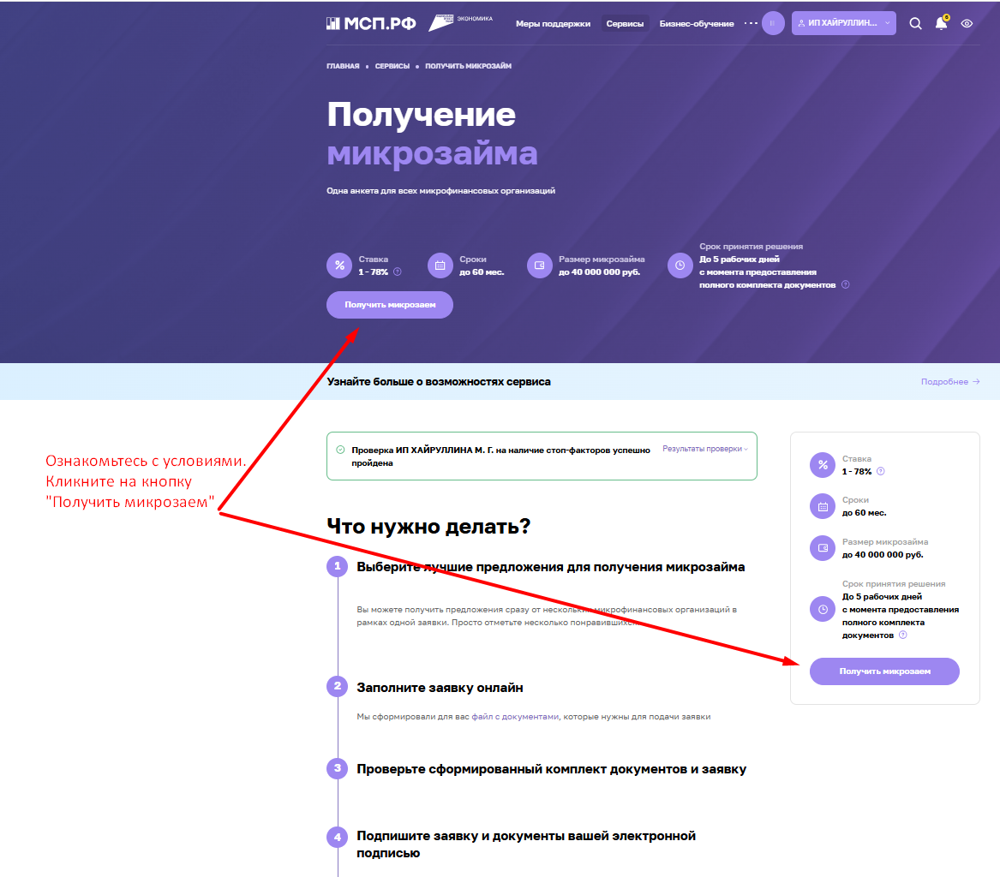 МСП.РФ
ЭКОНОМИКА
Меры поддержки
Сервисы
Бизнес-обучение
ИП ХАЙРУЛЛИН...
ГЛАВНАЯ • СЕРВИСЫ • ПОЛУЧИТЬ МИКРОЗАЙМ
Получение
микрозайма
Одна анкета для всех микрофинансовых организаций
Ставка
1 - 78%
Сроки
до 60 мес.
Размер микрозайма
до 40 000 000 руб.
Срок принятия решения
До 5 рабочих дней
с момента предоставления
полного комплекта документов
Получить микрозаем
Узнайте больше о возможностях сервиса
Подробнее →
Ознакомьтесь с условиями.
Кликните на кнопку
"Получить микрозаем"
Проверка ИП ХАЙРУЛЛИНА М. Г. на наличие стоп-факторов успешно
пройдена
Результаты проверки
Что нужно делать?
1
Выберите лучшие предложения для получения микрозайма
Вы можете получить предложения сразу от нескольких микрофинансовых организаций в
рамках одной заявки. Просто отметьте несколько понравившихся
2
Заполните заявку онлайн
Мы сформировали для вас файл с документами, которые нужны для подачи заявки
3
Проверьте сформированный комплект документов и заявку
4
Подпишите заявку и документы вашей электронной
подписью
Ставка
1 - 78%
Сроки
до 60 мес.
Размер микрозайма
до 40 000 000 руб.
Срок принятия решения
До 5 рабочих дней
с момента предоставления
полного комплекта
документов
Получить микрозаем